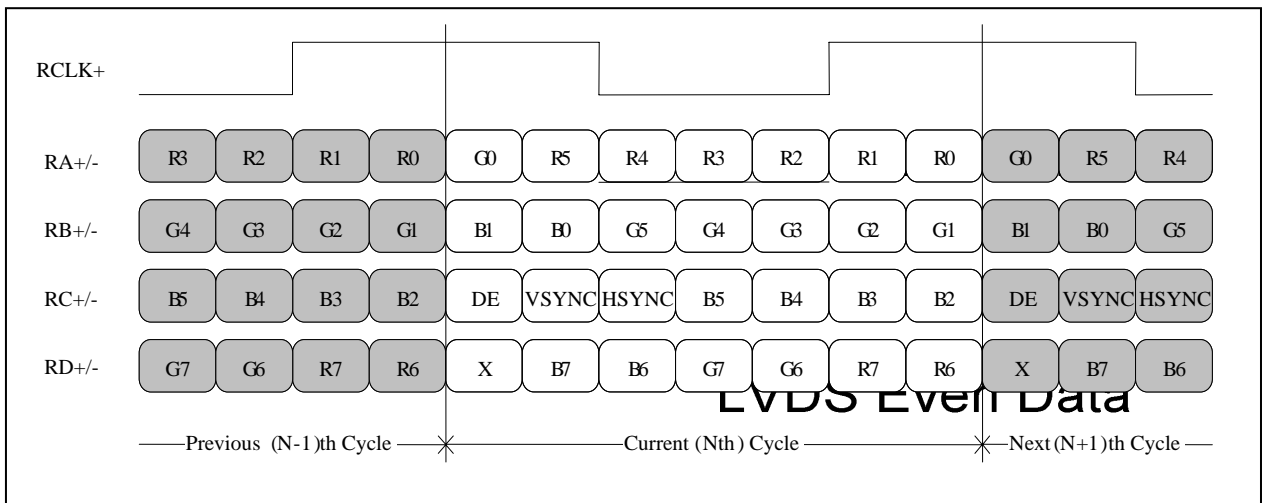 RCLK+
RA+/- R3 R2 R1 R0 G0 R5 R4 R3 R2 R1 R0 G0 R5 R4
RB+/- G4 G3 G2 G1 B1 B0 G5 G4 G3 G2 G1 B1 B0 G5
RC+/- B5 B4 B3 B2 DE VSYNC HSYNC B5 B4 B3 B2 DE VSYNC HSYNC
RD+/- G7 G6 R7 R6 X B7 B6 G7 G6 R7 R6 X B7 B6
LVDS Even Data
Previous (N-1)th Cycle Current (Nth) Cycle Next (N+1)th Cycle